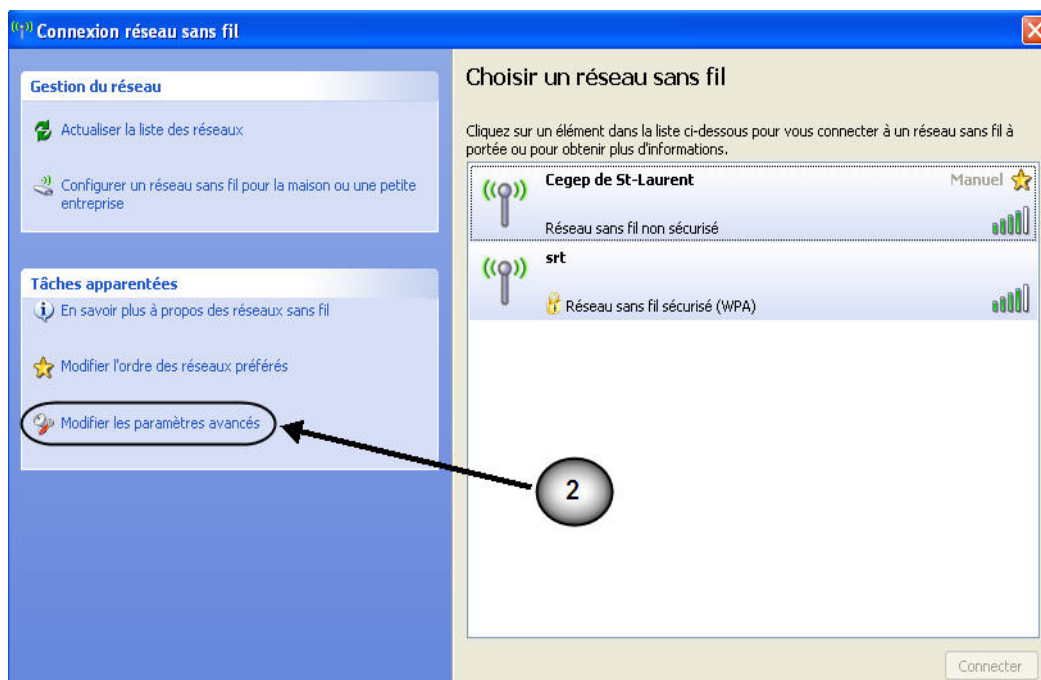 Connexion réseau sans fil
Gestion du réseau
Actualiser la liste des réseaux
Configurer un réseau sans fil pour la maison ou une petite
entreprise
Tâches apparentées
En savoir plus à propos des réseaux sans fil
Modifier l'ordre des réseaux préférés
Modifier les paramètres avancés
Choisir un réseau sans fil
Cliquez sur un élément dans la liste ci-dessous pour vous connecter à un réseau sans fil à
portée ou pour obtenir plus d'informations.
Cegep de St-Laurent
Manuel
Réseau sans fil non sécurisé
srt
Réseau sans fil sécurisé (WPA)
2
Connecter